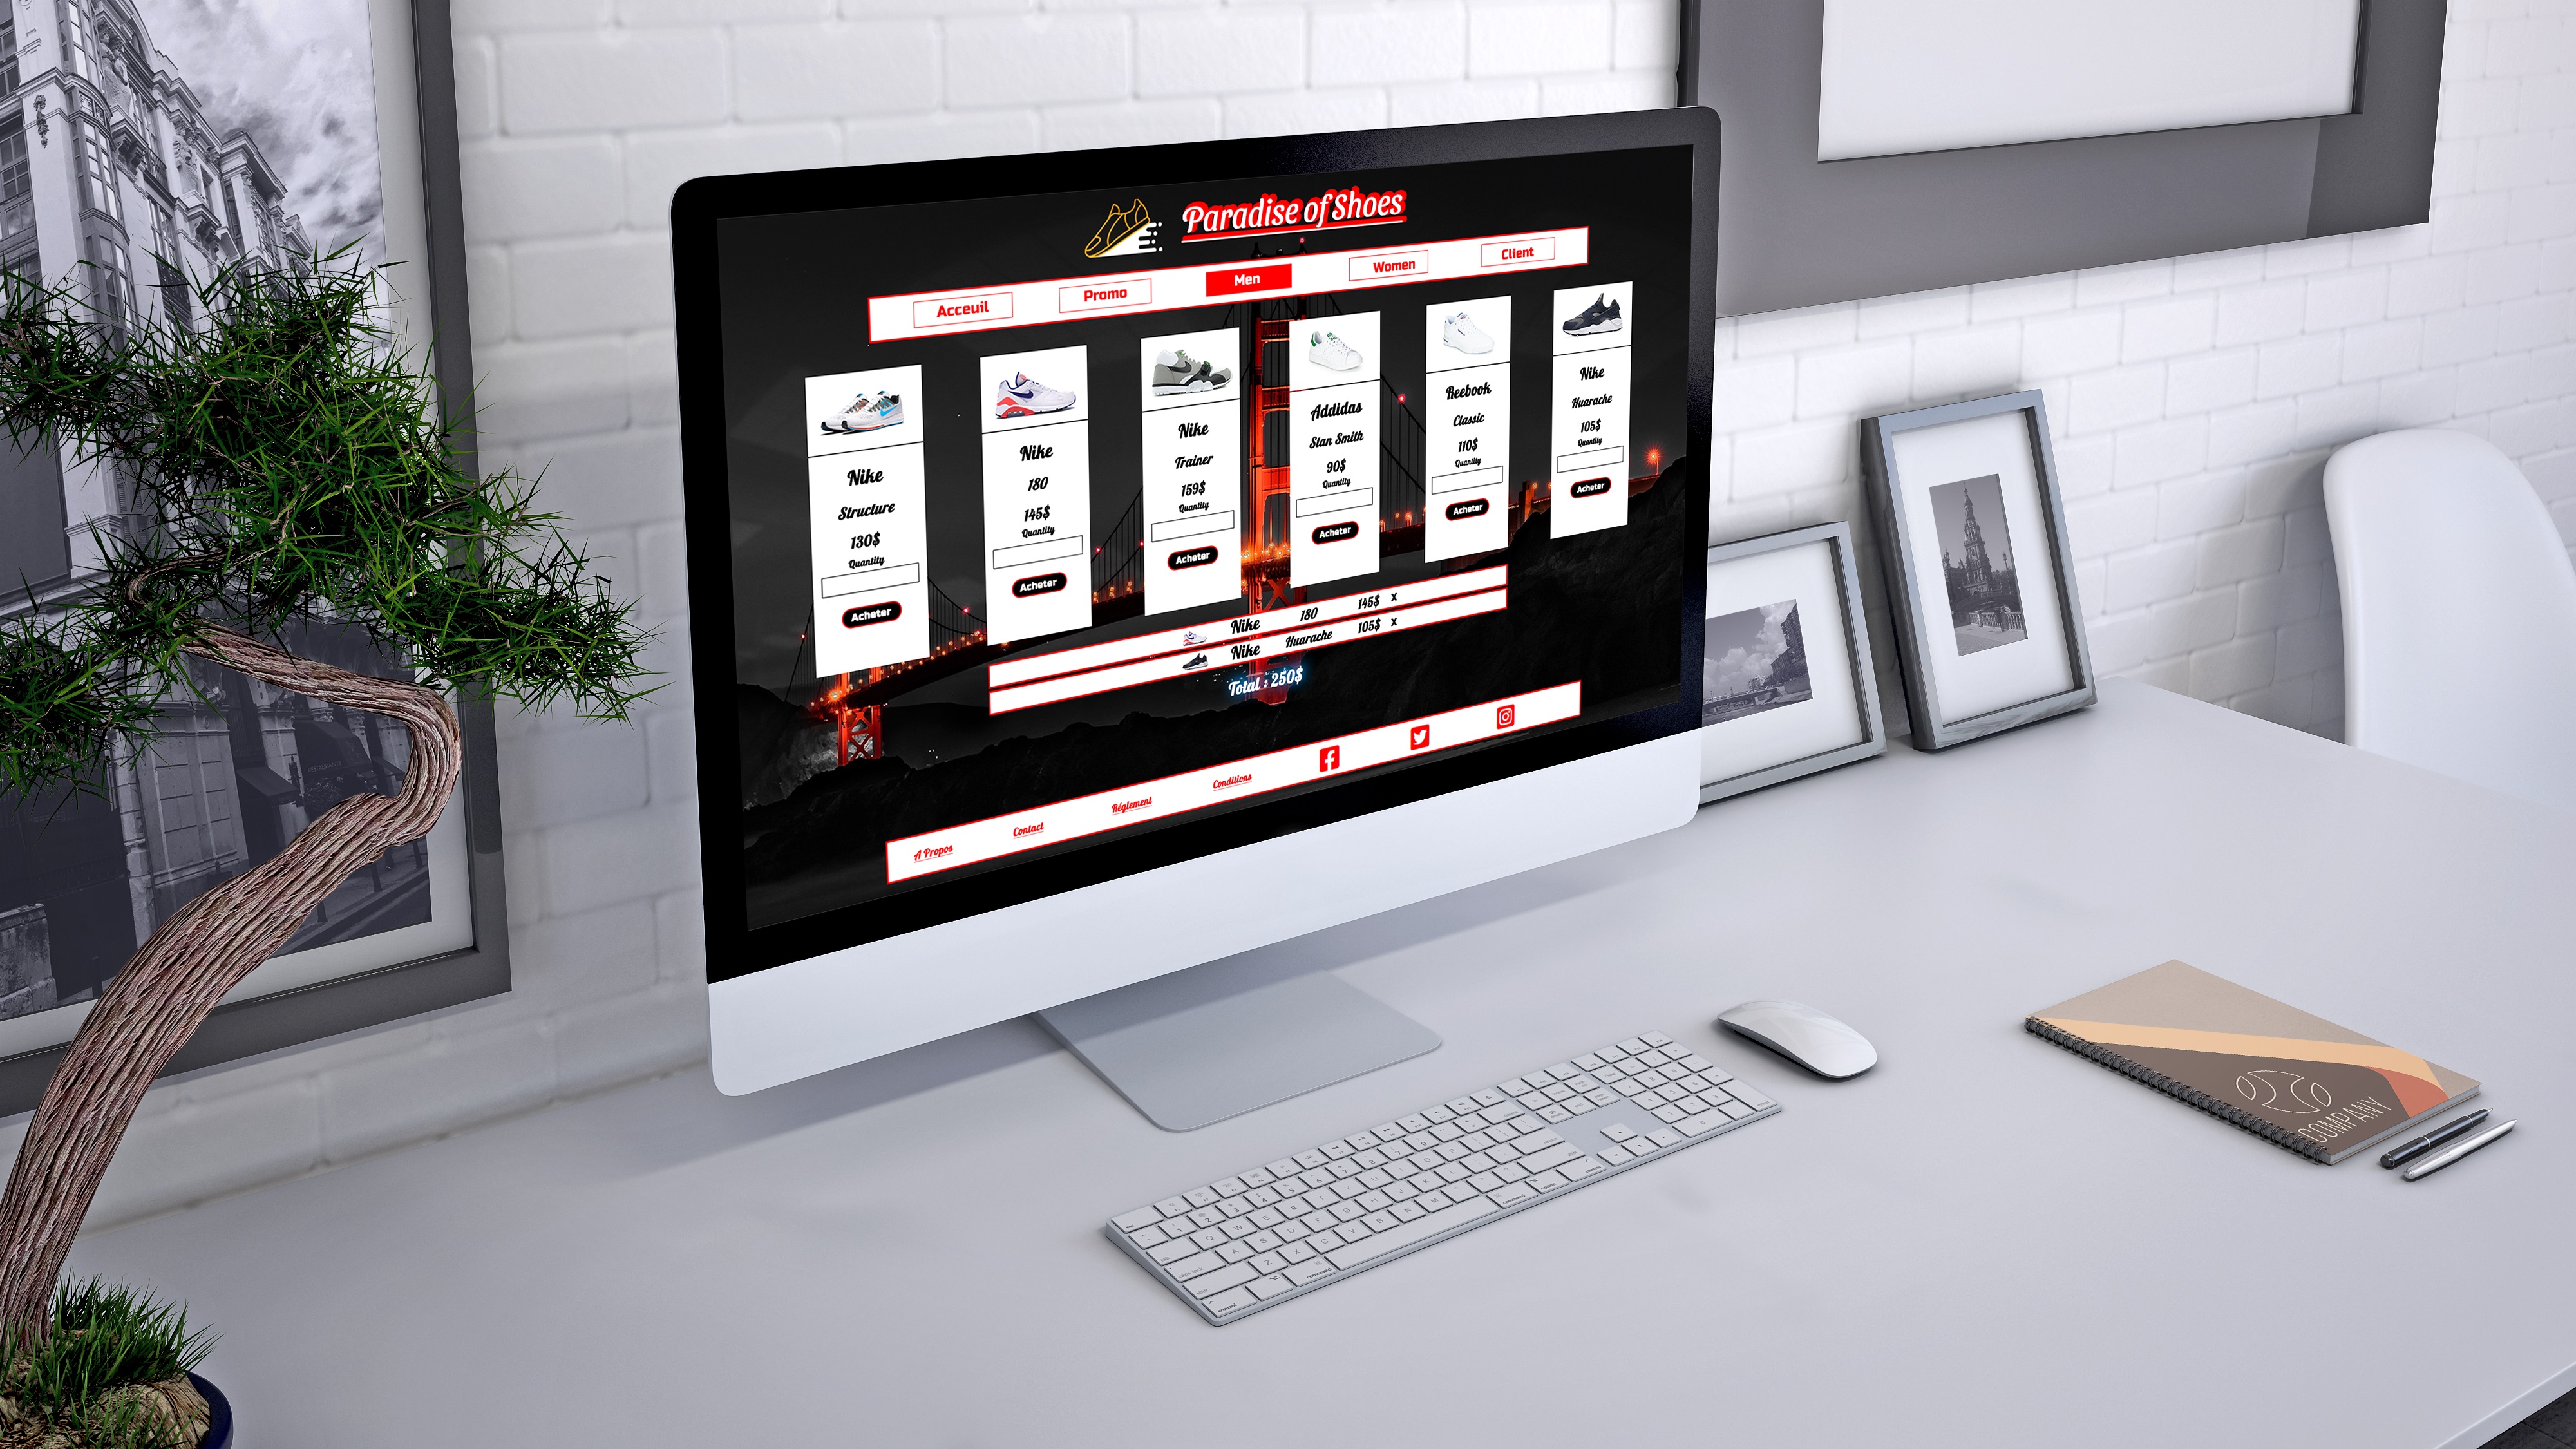 Paradise of Shoes
Acceuil
Promo
Men
Women
Client
Nike
Structure
130$
Quantity
Acheter
Nike
180
145$
Quantity
Acheter
Nike
Trainer
159$
Quantity
Acheter
Addidas
Stan Smith
90$
Quantity
Acheter
Reebook
Classic
110$
Quantity
Acheter
Nike
Huarache
105$
Quantity
Acheter
Nike 180 145$ x
Nike Huarache 105$ x
Total : 250$
A Propos
Contact
Réglement
Conditions
COMPANY